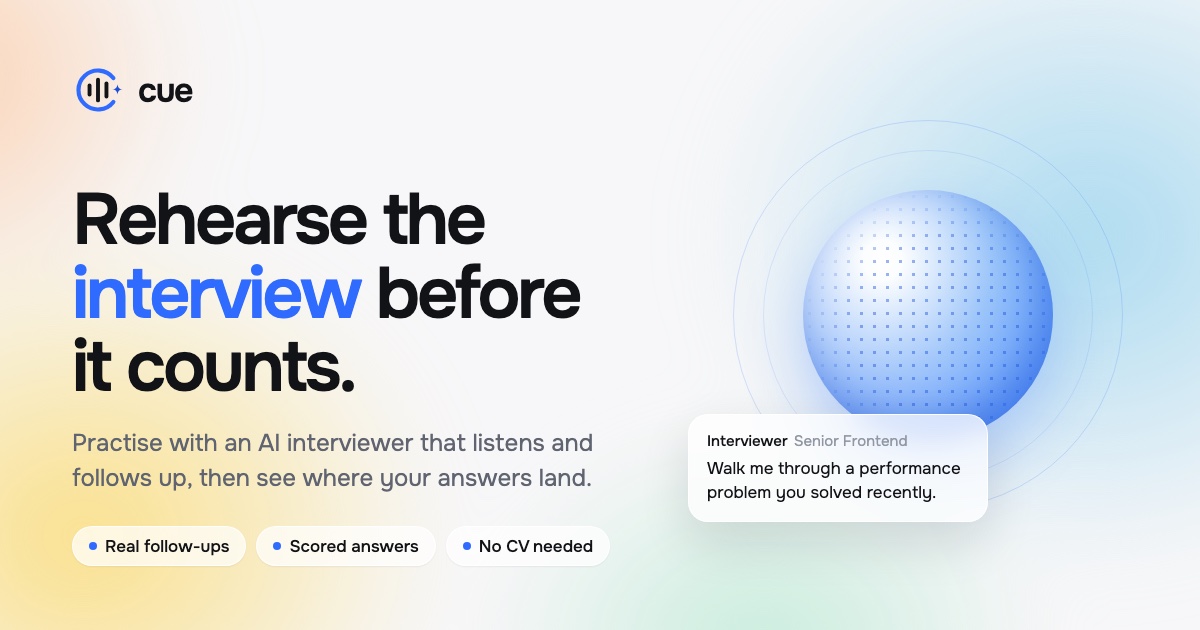 cue
Rehearse the
interview before
it counts.
Practise with an AI interviewer that listens and
follows up, then see where your answers land.
Real follow-ups
Scored answers
No CV needed
Interviewer Senior Frontend
Walk me through a performance
problem you solved recently.